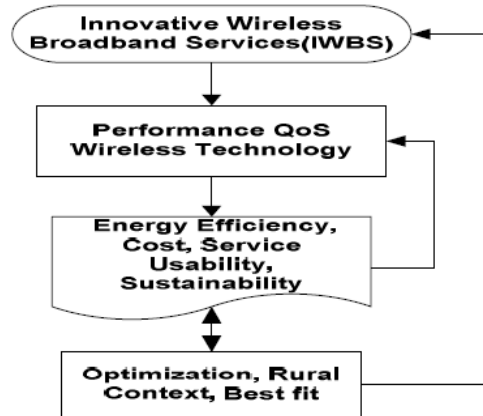 Innovative Wireless
Broadband Services(IWBS)
Performance QoS
Wireless Technology
Energy Efficiency,
Cost, Service
Usability,
Sustainability
Optimization, Rural
Context, Best fit